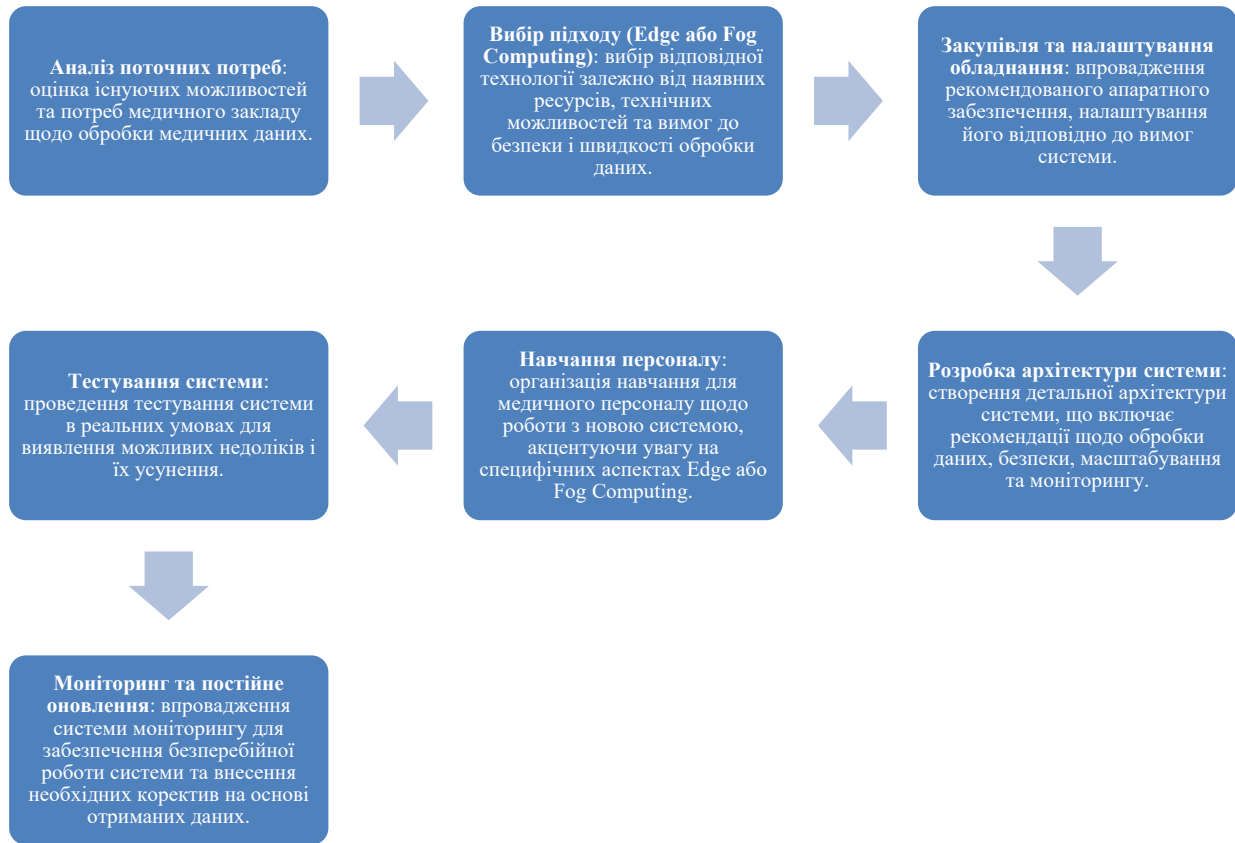 Аналіз поточних потреб:
оцінка існуючих можливостей
та потреб медичного закладу
щодо обробки медичних даних.
Вибір підходу (Edge або Fog
Computing): вибір відповідної
технології залежно від наявних
ресурсів, технічних
можливостей та вимог до
безпеки і швидкості обробки
даних.
Закупівля та налаштування
обладнання: впровадження
рекомендованого апаратного
забезпечення, налаштування
його відповідно до вимог
системи.
Розробка архітектури системи:
створення детальної архітектури
системи, що включає
рекомендації щодо обробки
даних, безпеки, масштабування
та моніторингу.
Навчання персоналу:
організація навчання для
медичного персоналу щодо
роботи з новою системою,
акцентуючи увагу на
специфічних аспектах Edge або
Fog Computing.
Тестування системи:
проведення тестування системи
в реальних умовах для
виявлення можливих недоліків і
їх усунення.
Моніторинг та постійне
оновлення: впровадження
системи моніторингу для
забезпечення безперебійної
роботи системи та внесення
необхідних коректив на основі
отриманих даних.